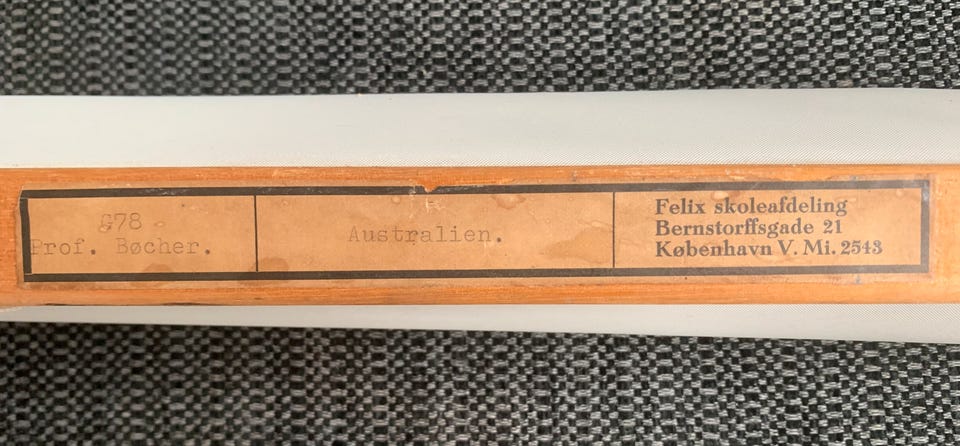 G78
Prof. Bøcher.
Australien.
Felix skoleafdeling
Bernstorffsgade 21
København V. Mi. 2543